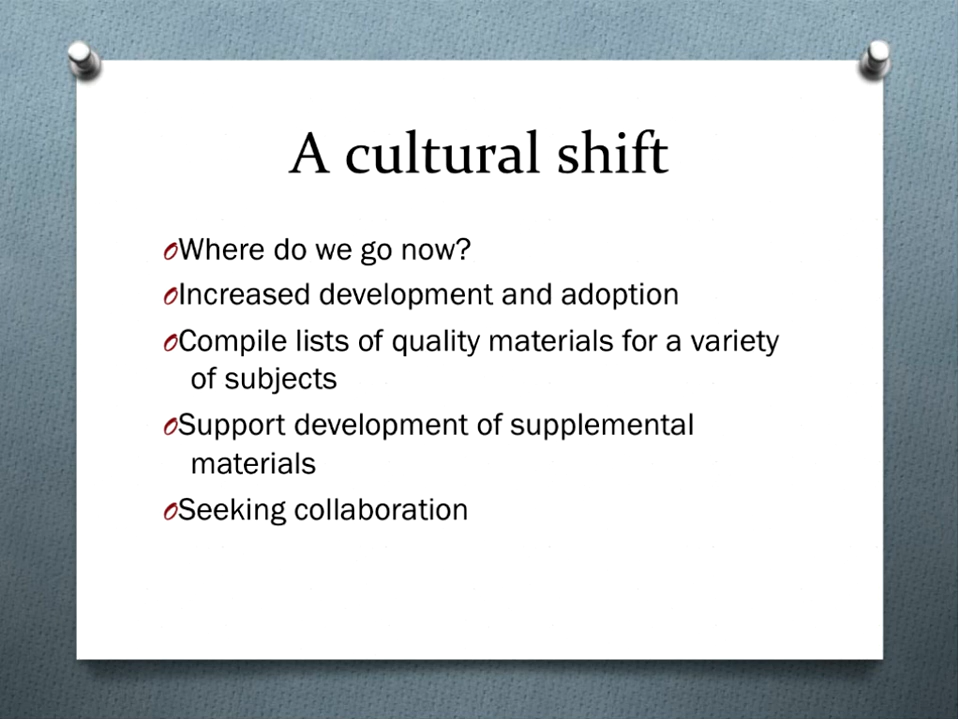 A cultural shift
Where do we go now?
Increased development and adoption
Compile lists of quality materials for a variety
of subjects
Support development of supplemental
materials
Seeking collaboration